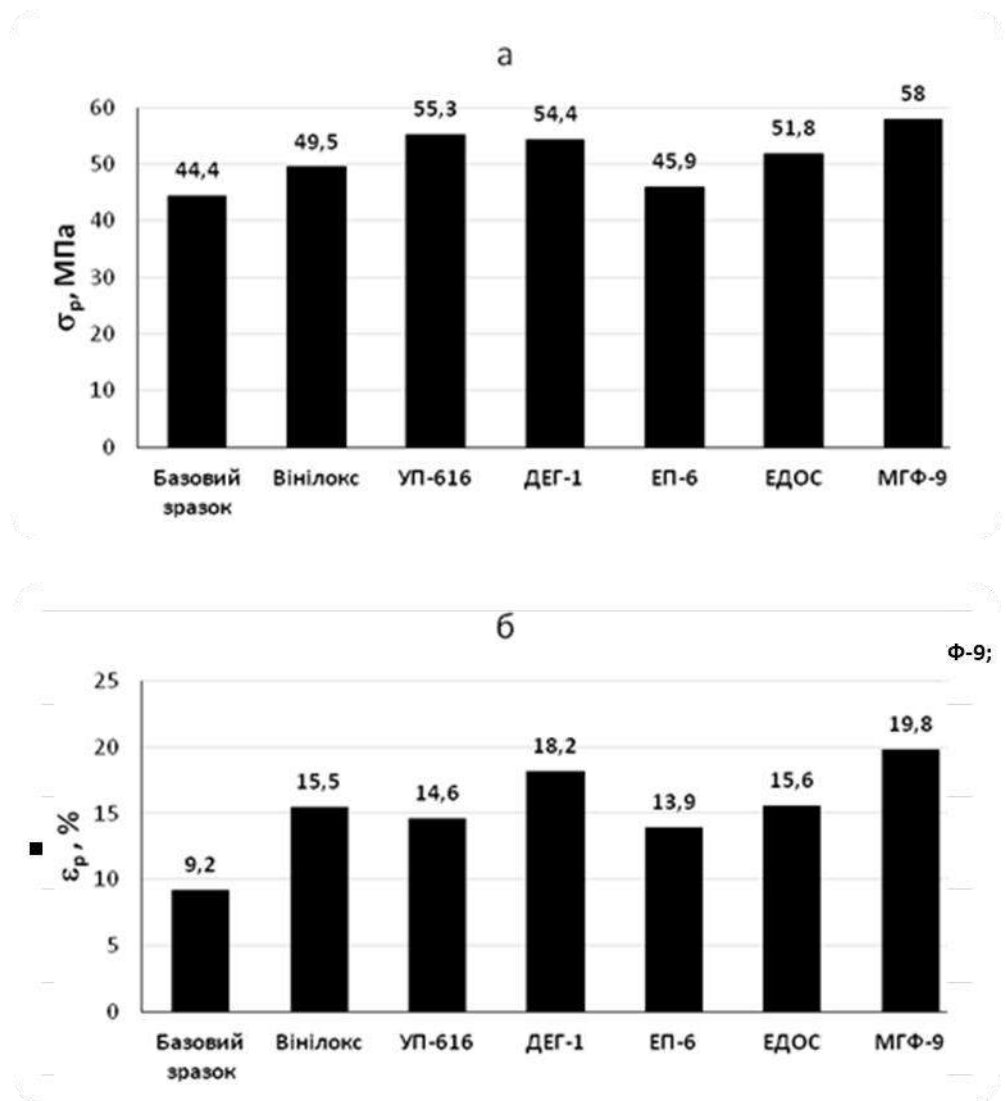 а
60
50
40
30
20
10
0
σр, МПа
44,4
49,5
55,3
54,4
45,9
51,8
58
Базовий зразок
Вінілокс
УП-616
ДЕГ-1
ЕП-6
ЕДОС
МГФ-9
б
Ф-9;
25
20
15
10
5
0
εр, %
9,2
15,5
14,6
18,2
13,9
15,6
19,8
Базовий зразок
Вінілокс
УП-616
ДЕГ-1
ЕП-6
ЕДОС
МГФ-9